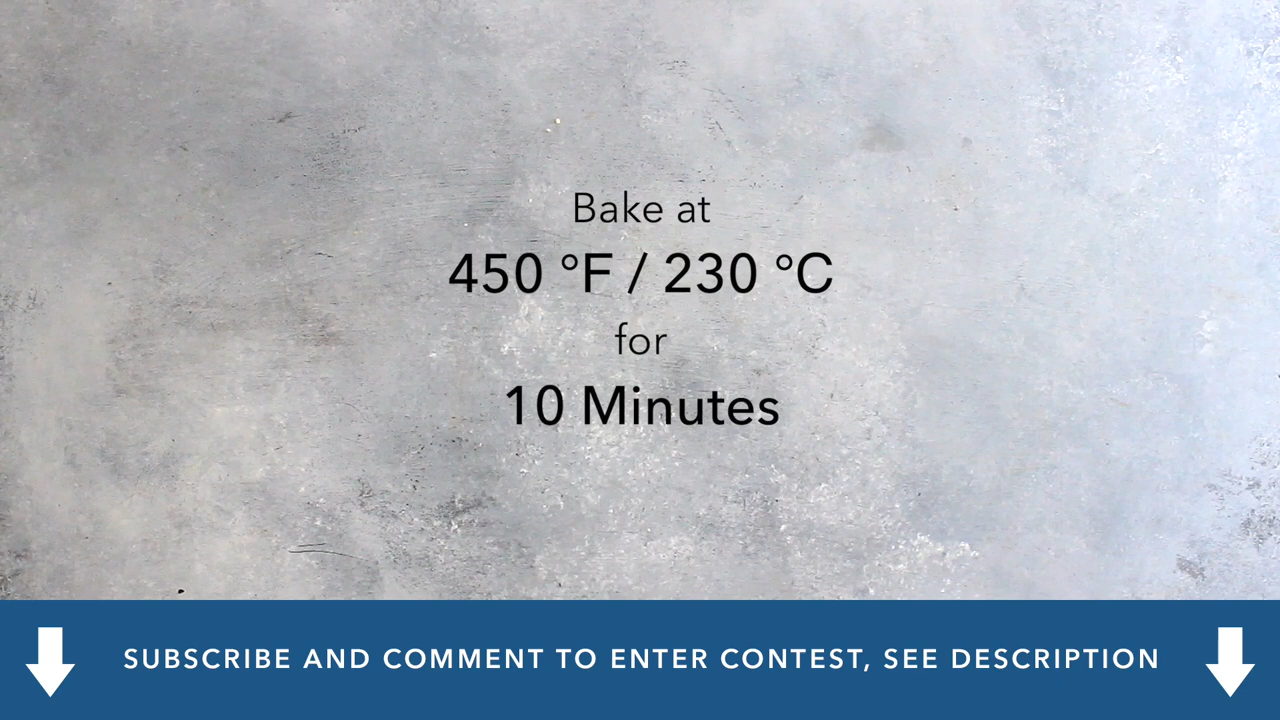 Bake at
450 °F / 230 °C
for
10 Minutes
SUBSCRIBE AND COMMENT TO ENTER CONTEST, SEE DESCRIPTION